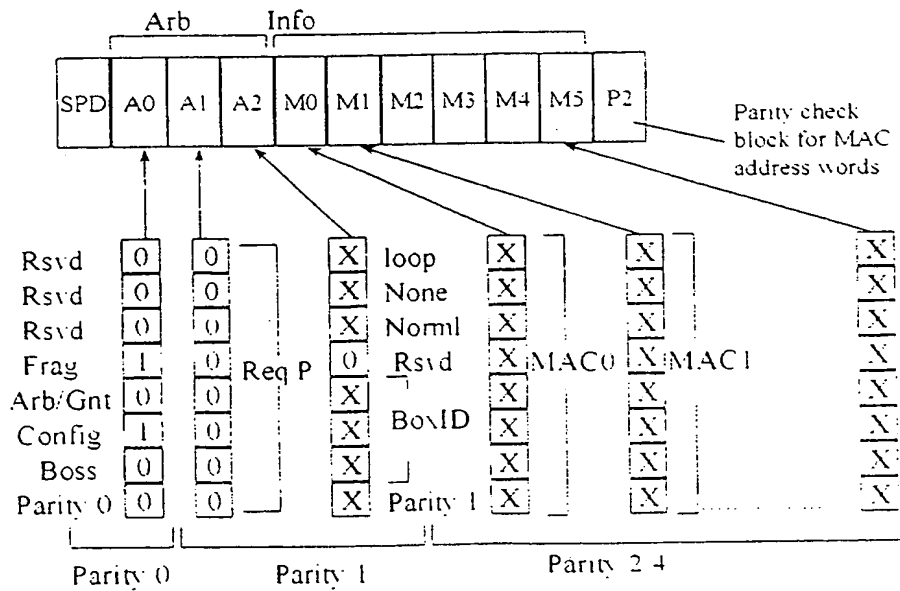 Arb Info
SPD A0 A1 A2 M0 M1 M2 M3 M4 M5 P2
Parity check
block for MAC
address words
Rsvd 0 0 X loop X X X
Rsvd 0 0 X None X X X
Rsvd 0 0 X Norml X X X
Frag 1 0 Req P 0 Rsvd X MAC0 X MAC1 X
Arb/Gnt 0 0 X X X X
Config 1 0 X BoxID X X X
Boss 0 0 X X X X
Parity 0 0 0 X Parity 1 X X X
Parity 0 Parity 1 Parity 2-4